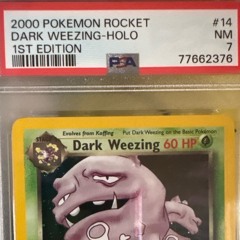 2000 POKEMON ROCKET #14
DARK WEEZING-HOLO NM
1ST EDITION PSA 7
77662376
Evolves from Koffing Put Dark Weezing on the Basic Pokémon
Dark Weezing 60 HP